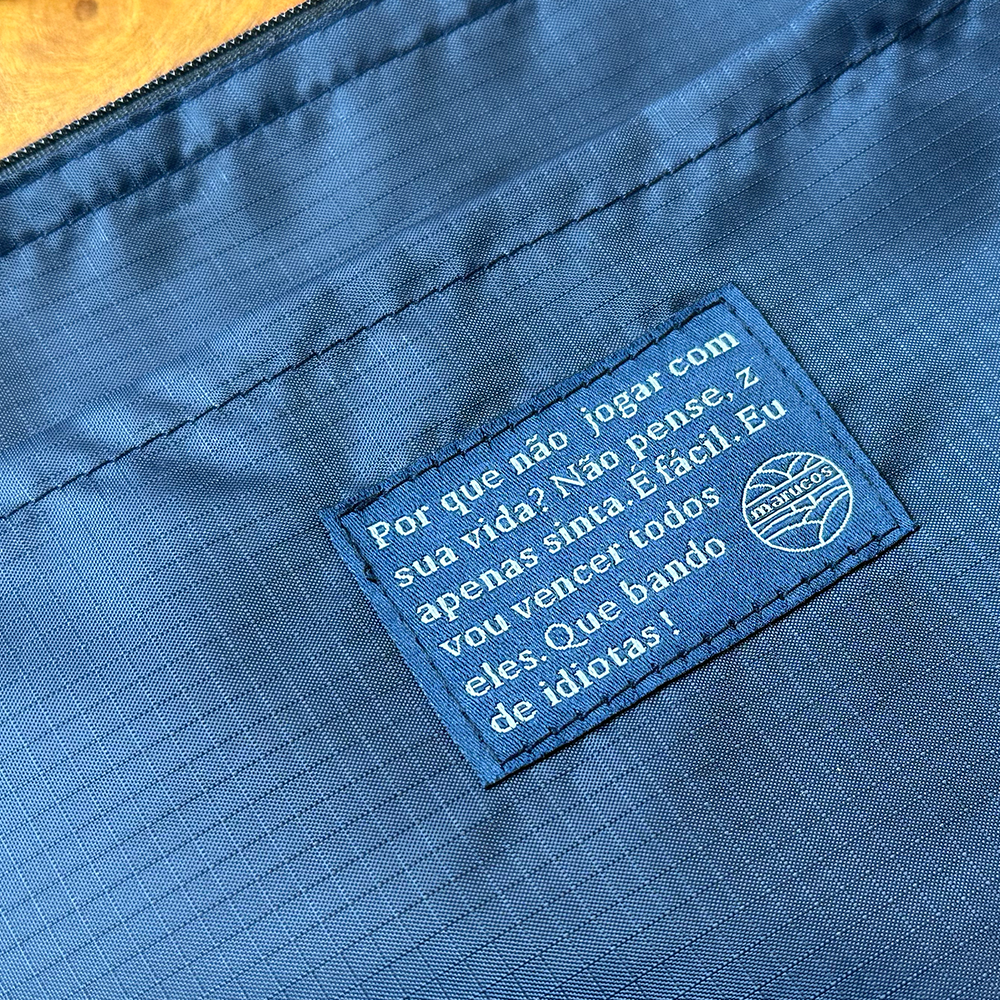 Por que não jogar com
sua vida? Não pense, z
apenas sinta. É fácil. Eu
vou vencer todos
eles. Que bando
de idiotas!
marucos